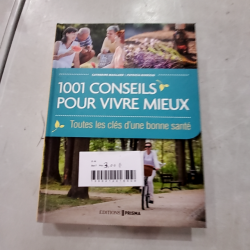 1001 CONSEILS
POUR VIVRE MIEUX
Toutes les clés d'une bonne santé
EDITIONS PRISMA